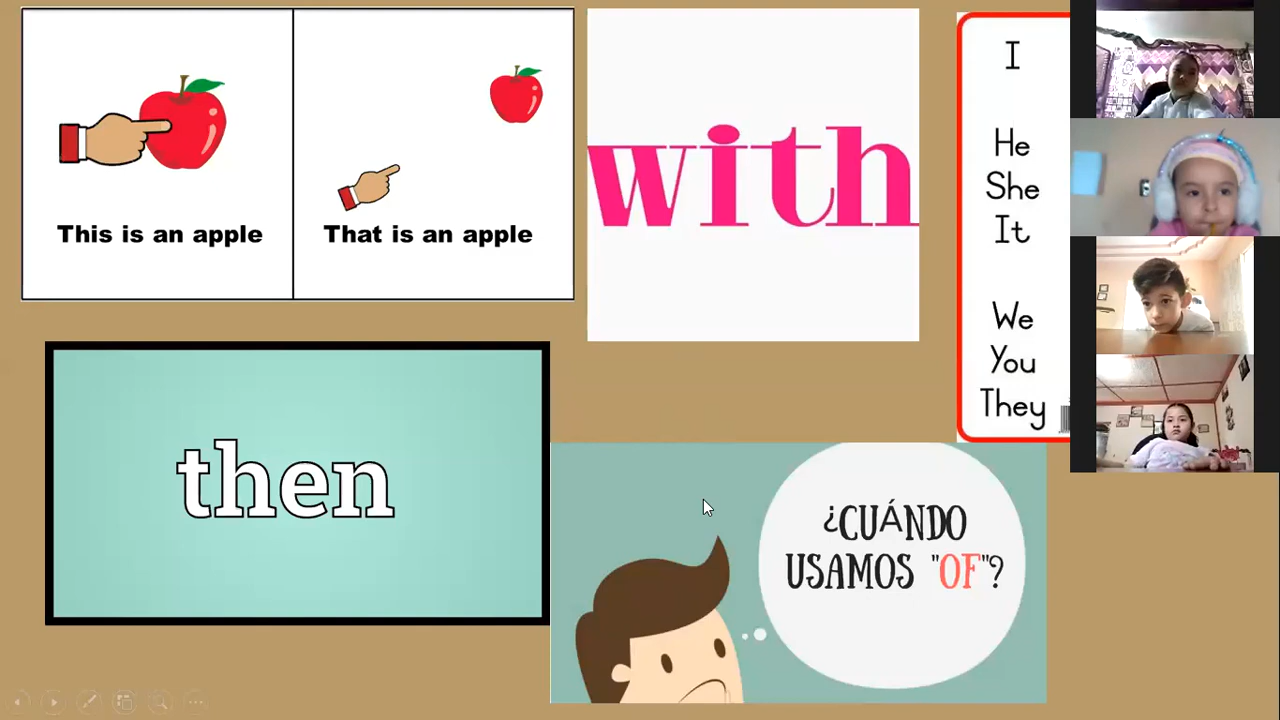 This is an apple
That is an apple
with
I
He
She
It
We
You
They
then
¿CUÁNDO
USAMOS "OF"?